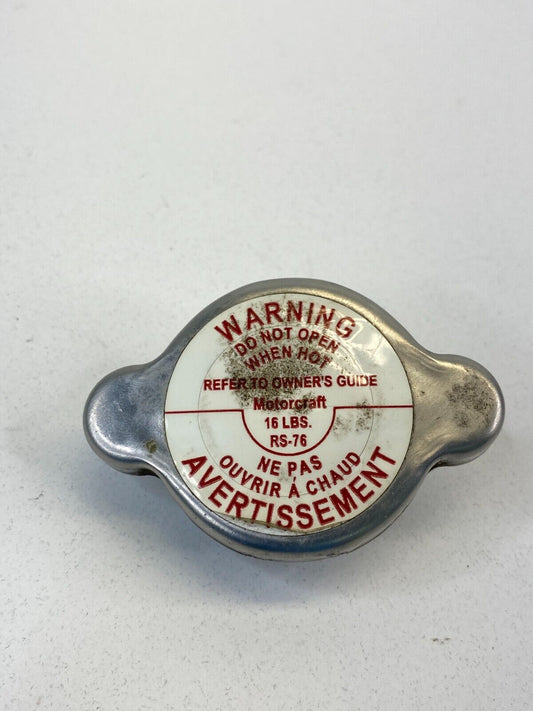 WARNING
DO NOT OPEN
WHEN HOT
REFER TO OWNER'S GUIDE
Motorcraft
16 LBS.
RS-76
NE PAS
OUVRIR À CHAUD
AVERTISSEMENT